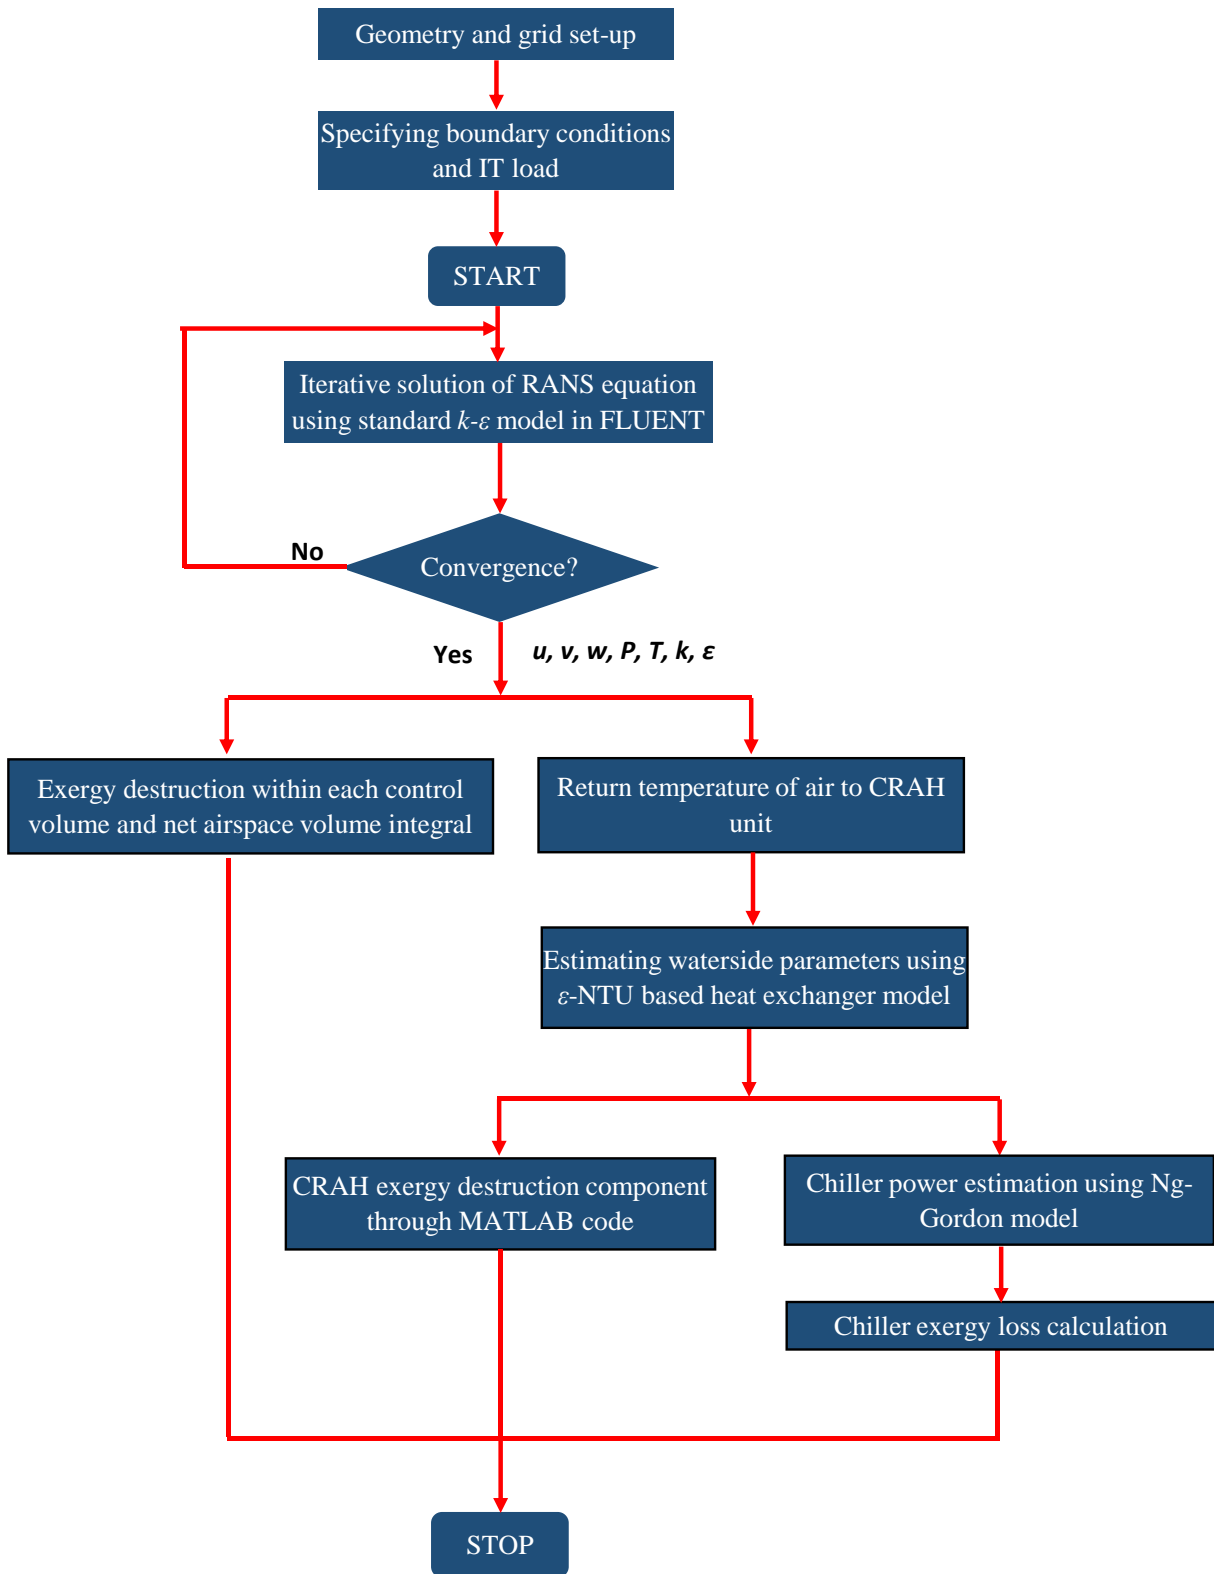 Geometry and grid set-up
Specifying boundary conditions
and IT load
START
Iterative solution of RANS equation
using standard k-ε model in FLUENT
No
Convergence?
Yes
u, v, w, P, T, k, ε
Exergy destruction within each control
volume and net airspace volume integral
Return temperature of air to CRAH
unit
Estimating waterside parameters using
ε-NTU based heat exchanger model
CRAH exergy destruction component
through MATLAB code
Chiller power estimation using Ng-
Gordon model
Chiller exergy loss calculation
STOP